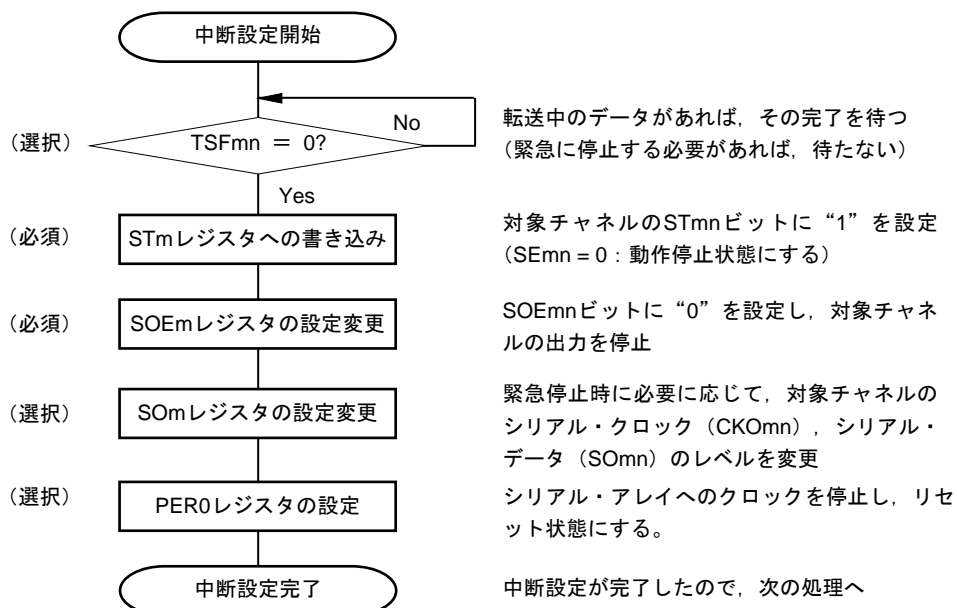 中断設定開始
(選択)
TSFmn = 0?
No
転送中のデータがあれば，その完了を待つ
（緊急に停止する必要があれば，待たない）
Yes
(必須)
STmレジスタへの書き込み
対象チャネルのSTmnビットに“1”を設定
（SEmn = 0：動作停止状態にする）
(必須)
SOEmレジスタの設定変更
SOEmnビットに“0”を設定し，対象チャネ
ルの出力を停止
(選択)
SOmレジスタの設定変更
緊急停止時に必要に応じて，対象チャネルの
シリアル・クロック（CKOmn），シリアル・
データ（SOmn）のレベルを変更
(選択)
PER0レジスタの設定
シリアル・アレイへのクロックを停止し，リセ
ット状態にする。
中断設定完了
中断設定が完了したので，次の処理へ